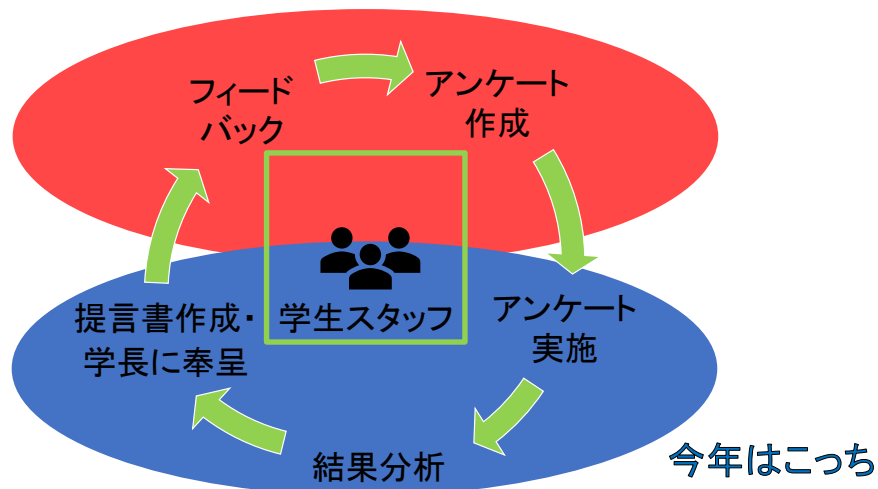 フィード
バック
アンケート
作成
提言書作成・
学長に奉呈
学生スタッフ
アンケート
実施
結果分析
今年はこっち